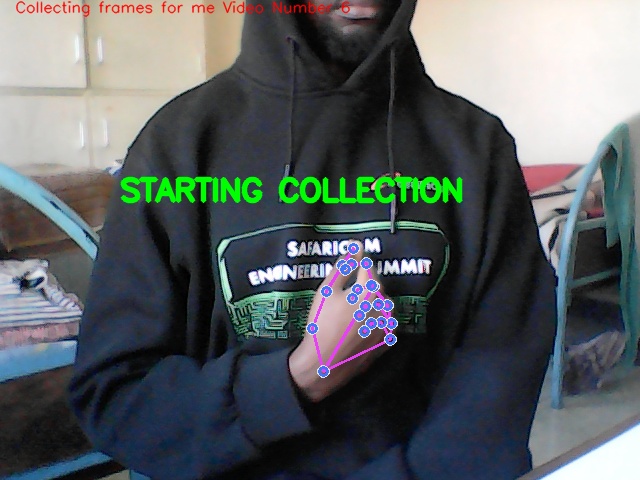 Collecting frames for me Video Number 6
STARTING COLLECTION
SAFARICOM
ENGINEERING SUMMIT